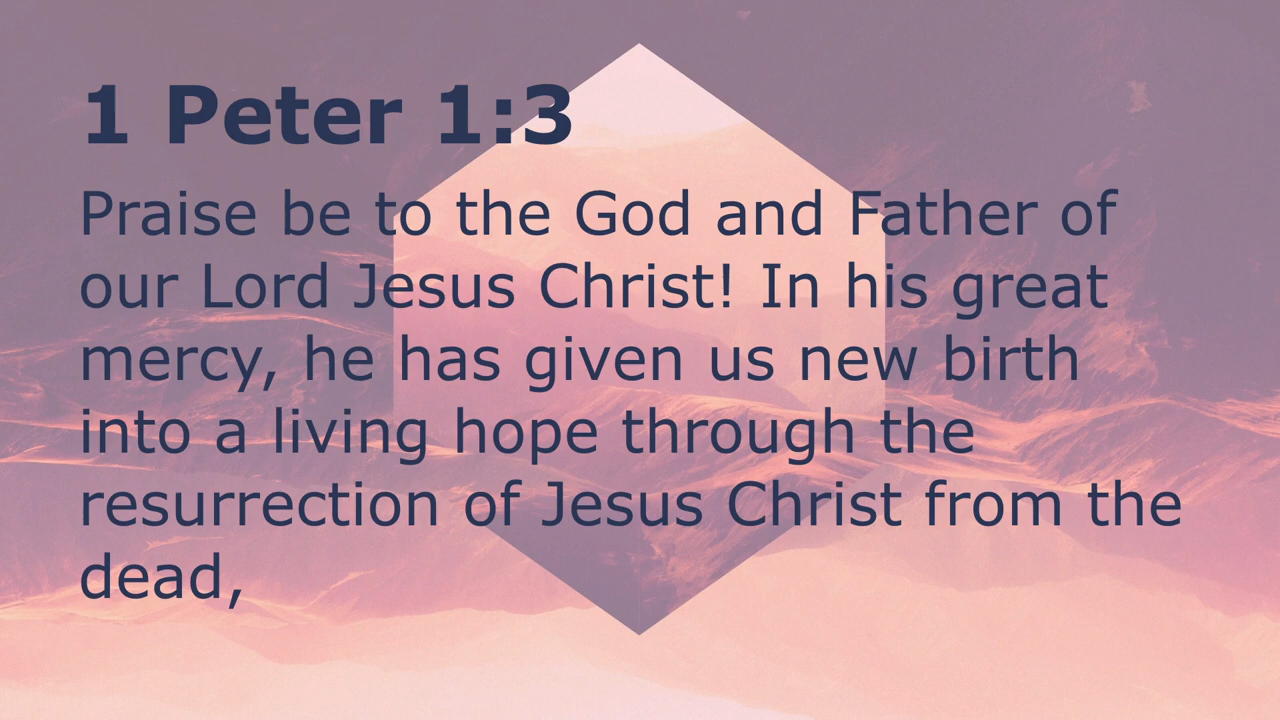 1 Peter 1:3
Praise be to the God and Father of
our Lord Jesus Christ! In his great
mercy, he has given us new birth
into a living hope through the
resurrection of Jesus Christ from the
dead,